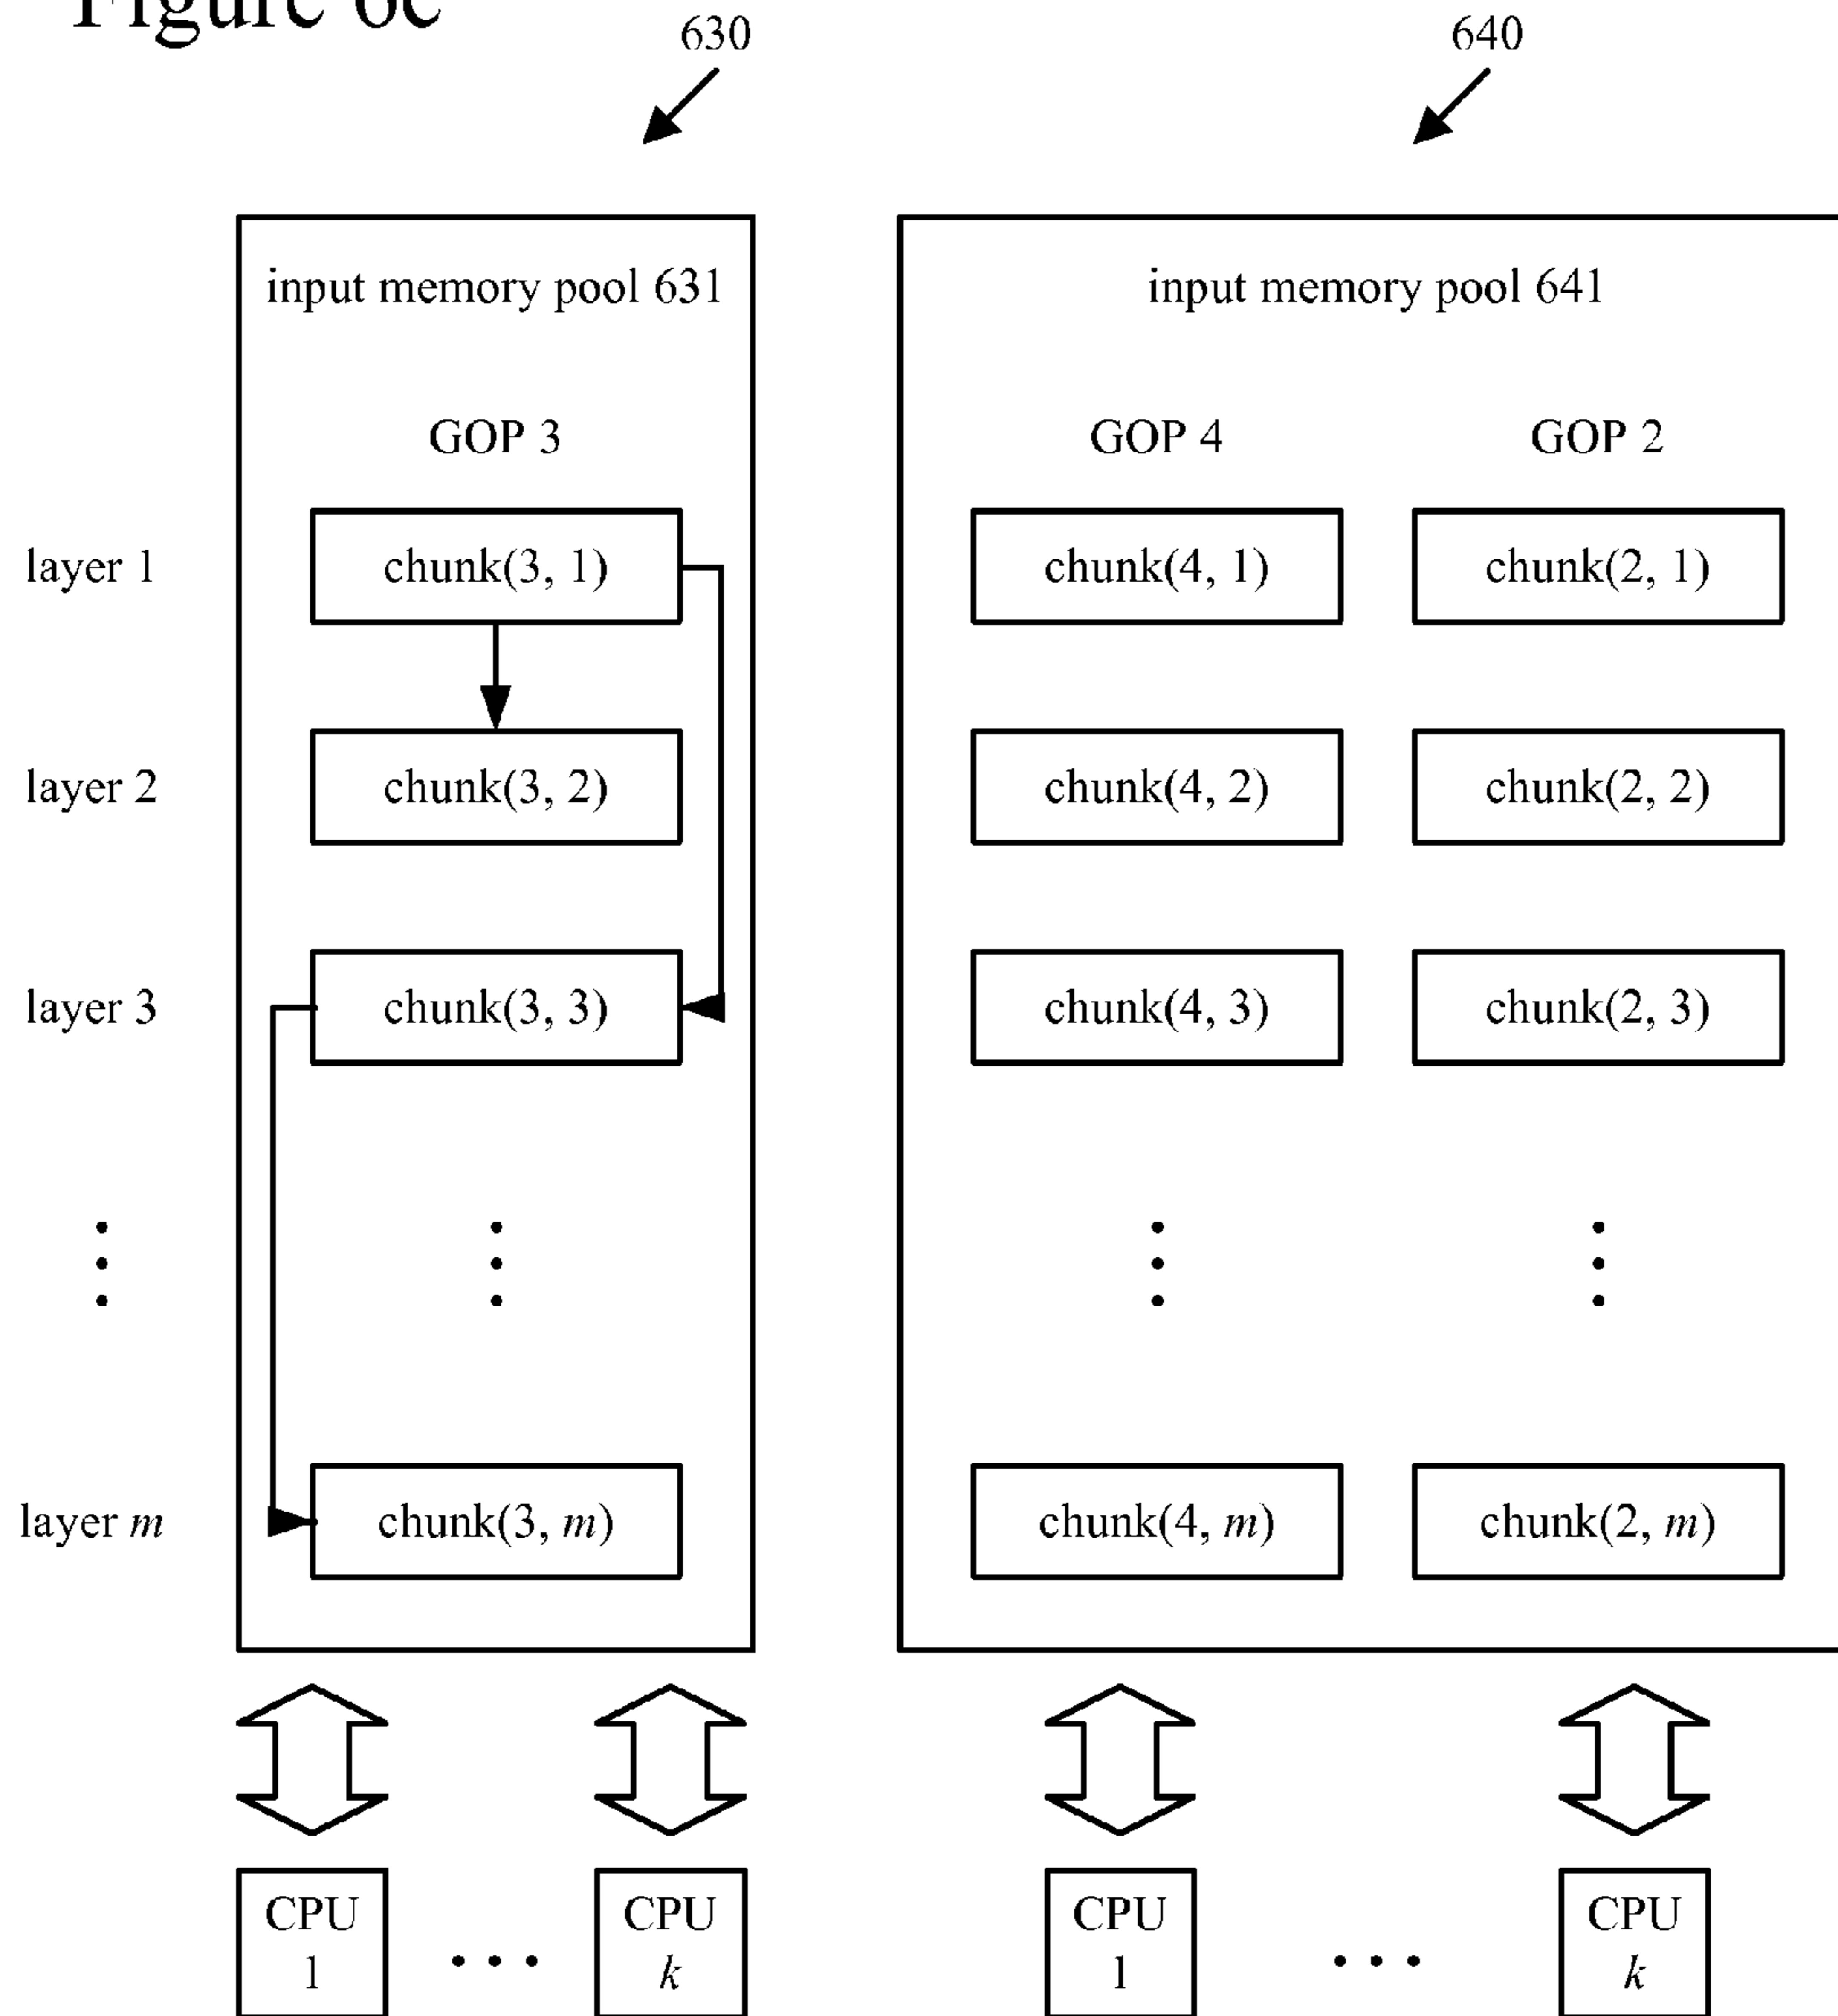 Figure 6c
630 640
input memory pool 631 input memory pool 641
GOP 3 GOP 4 GOP 2
layer 1 chunk(3, 1) chunk(4, 1) chunk(2, 1)
layer 2 chunk(3, 2) chunk(4, 2) chunk(2, 2)
layer 3 chunk(3, 3) chunk(4, 3) chunk(2, 3)
layer m chunk(3, m) chunk(4, m) chunk(2, m)
CPU CPU CPU CPU
1 k 1 k